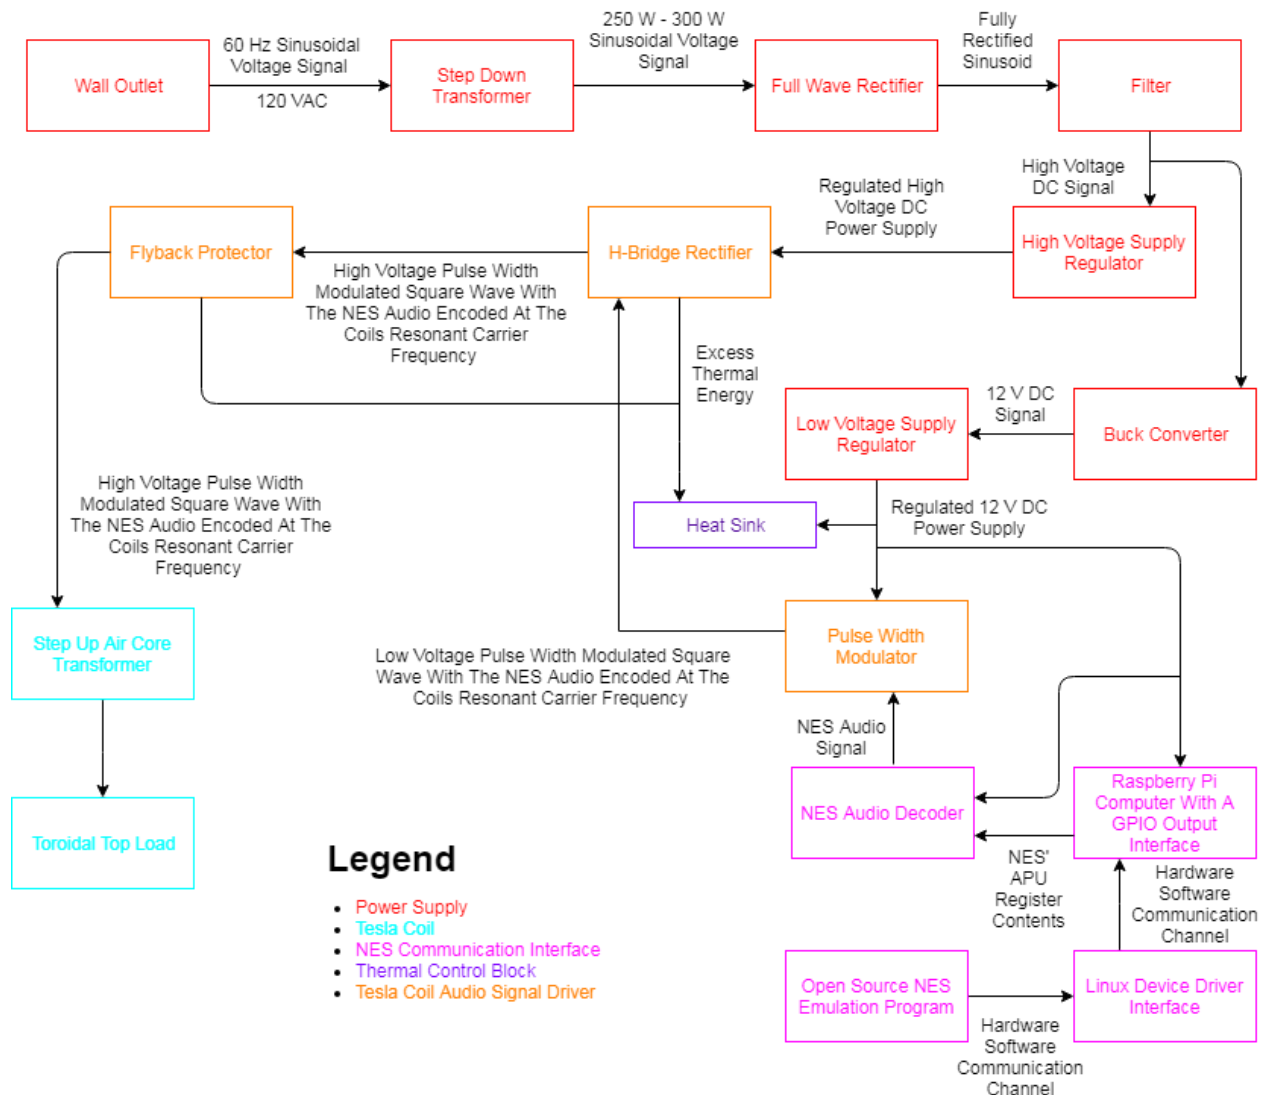 Wall Outlet
60 Hz Sinusoidal
Voltage Signal
120 VAC
Step Down
Transformer
250 W - 300 W
Sinusoidal Voltage
Signal
Full Wave Rectifier
Fully
Rectified
Sinusoid
Filter
High Voltage
DC Signal
High Voltage Supply
Regulator
Regulated High
Voltage DC
Power Supply
H-Bridge Rectifier
High Voltage Pulse Width
Modulated Square Wave With
The NES Audio Encoded At The
Coils Resonant Carrier
Frequency
Flyback Protector
Excess
Thermal
Energy
Low Voltage Supply
Regulator
12 V DC
Signal
Buck Converter
High Voltage Pulse Width
Modulated Square Wave With
The NES Audio Encoded At The
Coils Resonant Carrier
Frequency
Heat Sink
Regulated 12 V DC
Power Supply
Step Up Air Core
Transformer
Low Voltage Pulse Width Modulated Square
Wave With The NES Audio Encoded At The
Coils Resonant Carrier Frequency
Pulse Width
Modulator
NES Audio
Signal
Toroidal Top Load
NES Audio Decoder
Raspberry Pi
Computer With A
GPIO Output
Interface
NES'
APU
Register
Contents
Hardware
Software
Communication
Channel
Legend
Power Supply
Tesla Coil
NES Communication Interface
Thermal Control Block
Tesla Coil Audio Signal Driver
Open Source NES
Emulation Program
Hardware
Software
Communication
Channel
Linux Device Driver
Interface